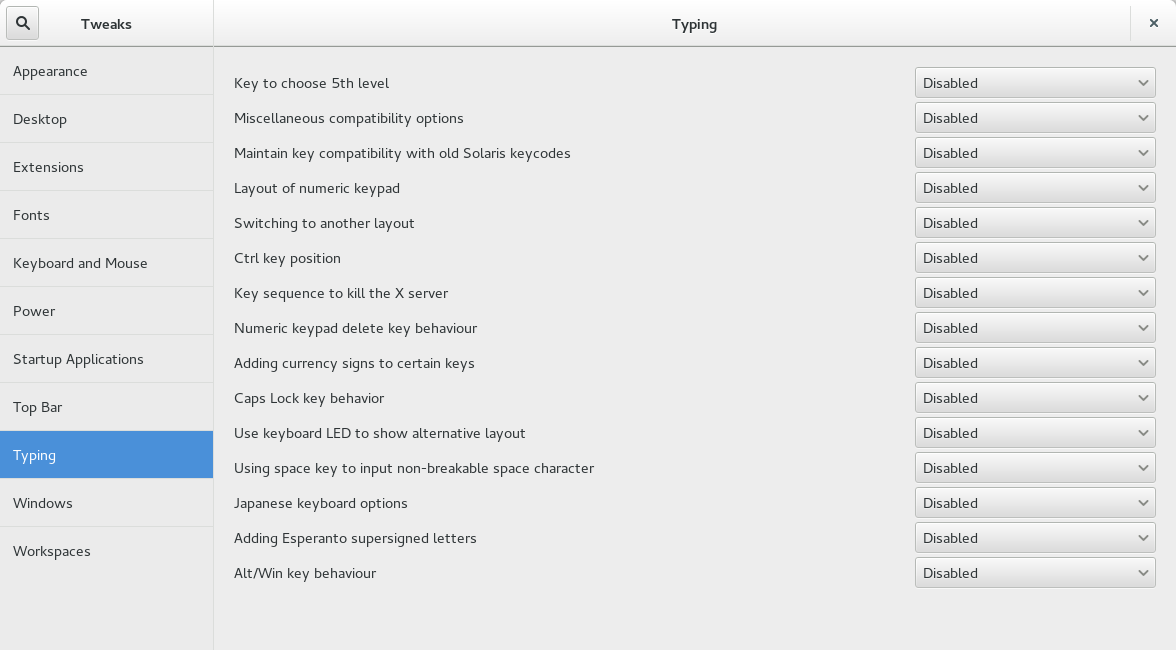 Tweaks
Typing
Appearance
Desktop
Extensions
Fonts
Keyboard and Mouse
Power
Startup Applications
Top Bar
Typing
Windows
Workspaces
Key to choose 5th level Disabled
Miscellaneous compatibility options Disabled
Maintain key compatibility with old Solaris keycodes Disabled
Layout of numeric keypad Disabled
Switching to another layout Disabled
Ctrl key position Disabled
Key sequence to kill the X server Disabled
Numeric keypad delete key behaviour Disabled
Adding currency signs to certain keys Disabled
Caps Lock key behavior Disabled
Use keyboard LED to show alternative layout Disabled
Using space key to input non-breakable space character Disabled
Japanese keyboard options Disabled
Adding Esperanto supersigned letters Disabled
Alt/Win key behaviour Disabled